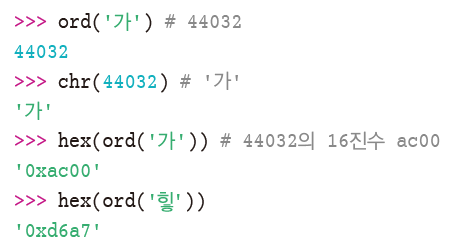 >>> ord('가') # 44032
44032
>>> chr(44032) # '가'
'가'
>>> hex(ord('가')) # 44032의 16진수 ac00
'0xac00'
>>> hex(ord('횧'))
'0xd6a7'